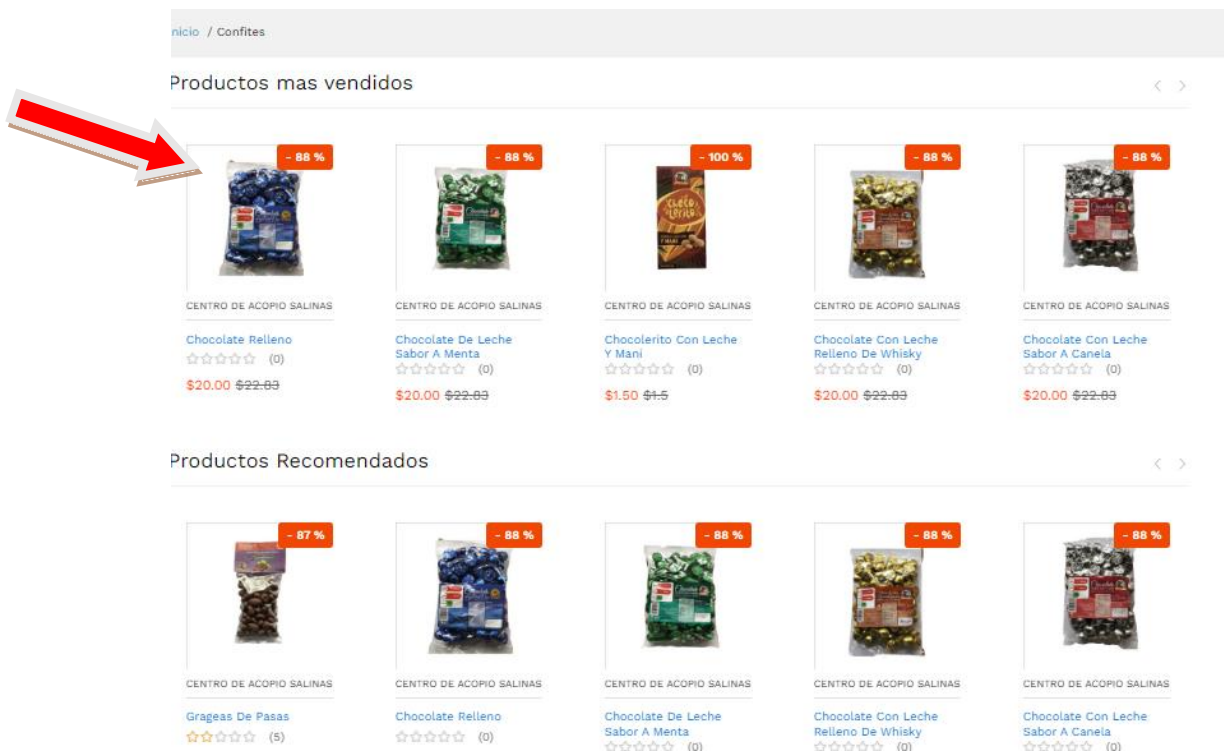 nicio / Confites
Productos mas vendidos
- 88 %
- 88 %
- 100 %
- 88 %
- 88 %
CHOCO
LERITO
Y MANI
CENTRO DE ACOPIO SALINAS
CENTRO DE ACOPIO SALINAS
CENTRO DE ACOPIO SALINAS
CENTRO DE ACOPIO SALINAS
CENTRO DE ACOPIO SALINAS
Chocolate Relleno
(0)
$20.00 $22.83
Chocolate De Leche
Sabor A Menta
(0)
$20.00 $22.83
Chocolerito Con Leche
Y Mani
(0)
$1.50 $1.5
Chocolate Con Leche
Relleno De Whisky
(0)
$20.00 $22.83
Chocolate Con Leche
Sabor A Canela
(0)
$20.00 $22.83
Productos Recomendados
- 87 %
- 88 %
- 88 %
- 88 %
- 88 %
CENTRO DE ACOPIO SALINAS
CENTRO DE ACOPIO SALINAS
CENTRO DE ACOPIO SALINAS
CENTRO DE ACOPIO SALINAS
CENTRO DE ACOPIO SALINAS
Grageas De Pasas
(5)
Chocolate Relleno
(0)
Chocolate De Leche
Sabor A Menta
(0)
Chocolate Con Leche
Relleno De Whisky
(0)
Chocolate Con Leche
Sabor A Canela
(0)